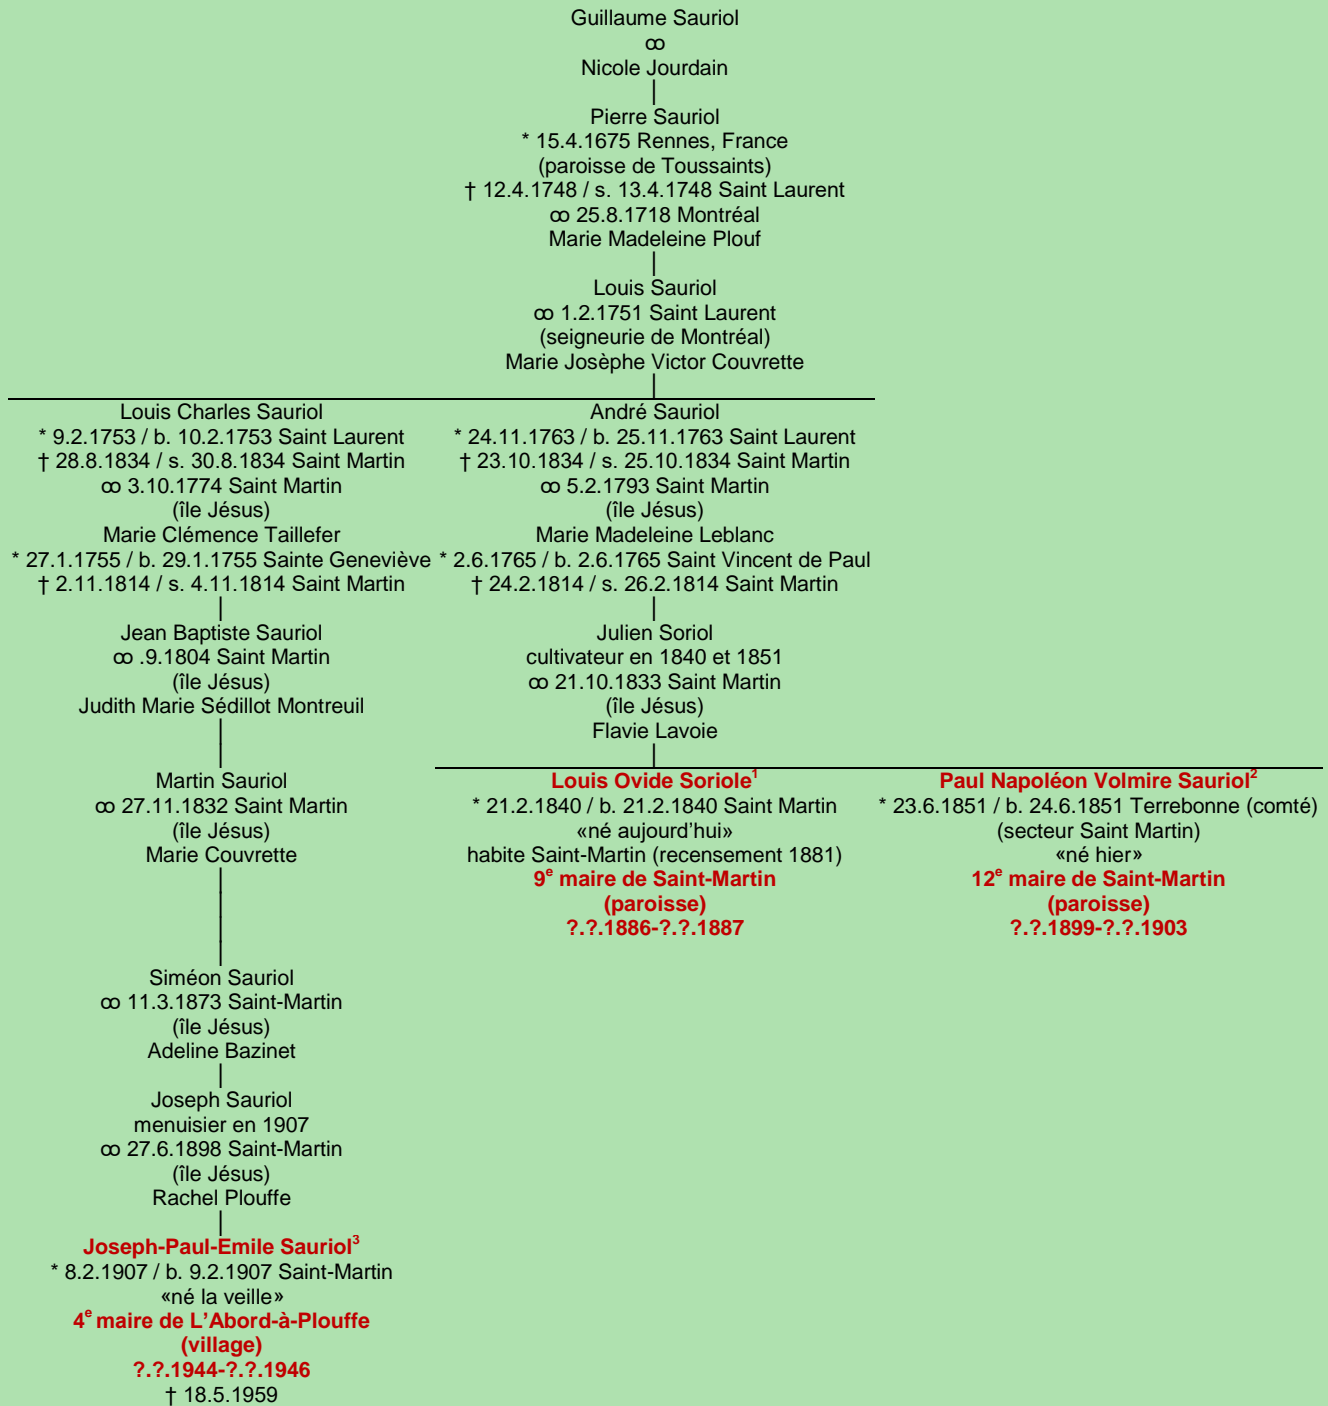 Guillaume Sauriol
ꝏ
Nicole Jourdain
Pierre Sauriol
* 15.4.1675 Rennes, France
(paroisse de Toussaints)
† 12.4.1748 / s. 13.4.1748 Saint Laurent
ꝏ 25.8.1718 Montréal
Marie Madeleine Plouf
Louis Sauriol
ꝏ 1.2.1751 Saint Laurent
(seigneurie de Montréal)
Marie Josèphe Victor Couvrette
Louis Charles Sauriol
* 9.2.1753 / b. 10.2.1753 Saint Laurent
† 28.8.1834 / s. 30.8.1834 Saint Martin
ꝏ 3.10.1774 Saint Martin
(île Jésus)
Marie Clémence Taillefer
* 27.1.1755 / b. 29.1.1755 Sainte Geneviève
† 2.11.1814 / s. 4.11.1814 Saint Martin
Jean Baptiste Sauriol
ꝏ .9.1804 Saint Martin
(île Jésus)
Judith Marie Sédillot Montreuil
Martin Sauriol
ꝏ 27.11.1832 Saint Martin
(île Jésus)
Marie Couvrette
Siméon Sauriol
ꝏ 11.3.1873 Saint-Martin
(île Jésus)
Adeline Bazinet
Joseph Sauriol
menuisier en 1907
ꝏ 27.6.1898 Saint-Martin
(île Jésus)
Rachel Plouffe
Joseph-Paul-Emile Sauriol³
* 8.2.1907 / b. 9.2.1907 Saint-Martin
«né la veille»
4ᵉ maire de L’Abord-à-Plouffe
(village)
?.?.1944-?.?.1946
† 18.5.1959
André Sauriol
* 24.11.1763 / b. 25.11.1763 Saint Laurent
† 23.10.1834 / s. 25.10.1834 Saint Martin
ꝏ 5.2.1793 Saint Martin
(île Jésus)
Marie Madeleine Leblanc
* 2.6.1765 / b. 2.6.1765 Saint Vincent de Paul
† 24.2.1814 / s. 26.2.1814 Saint Martin
Julien Soriol
cultivateur en 1840 et 1851
ꝏ 21.10.1833 Saint Martin
(île Jésus)
Flavie Lavoie
Louis Ovide Soriole¹
* 21.2.1840 / b. 21.2.1840 Saint Martin
«né aujourd’hui»
habite Saint-Martin (recensement 1881)
9ᵉ maire de Saint-Martin
(paroisse)
?.?.1886-?.?.1887
Paul Napoléon Volmire Sauriol²
* 23.6.1851 / b. 24.6.1851 Terrebonne (comté)
(secteur Saint Martin)
«né hier»
12ᵉ maire de Saint-Martin
(paroisse)
?.?.1899-?.?.1903